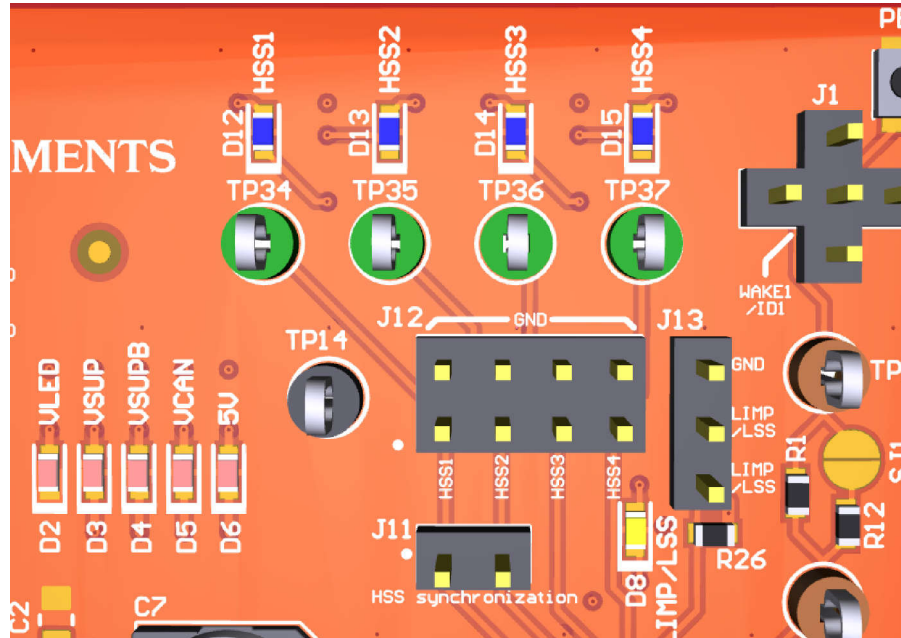 HSS1
HSS2
HSS3
HSS4
D12
D13
D14
D15
J1
MENTS
TP34
TP35
TP36
TP37
WAKE1
/ID1
J12
GND
J13
TP14
GND
VLED
VSUP
VSUPB
VCAN
5V
LIMP
/LSS
LIMP
/LSS
HSS1
HSS2
HSS3
HSS4
R1
R12
D2
D3
D4
D5
D6
J11
D8
LIMP/LSS
R26
HSS synchronization
C2
C7